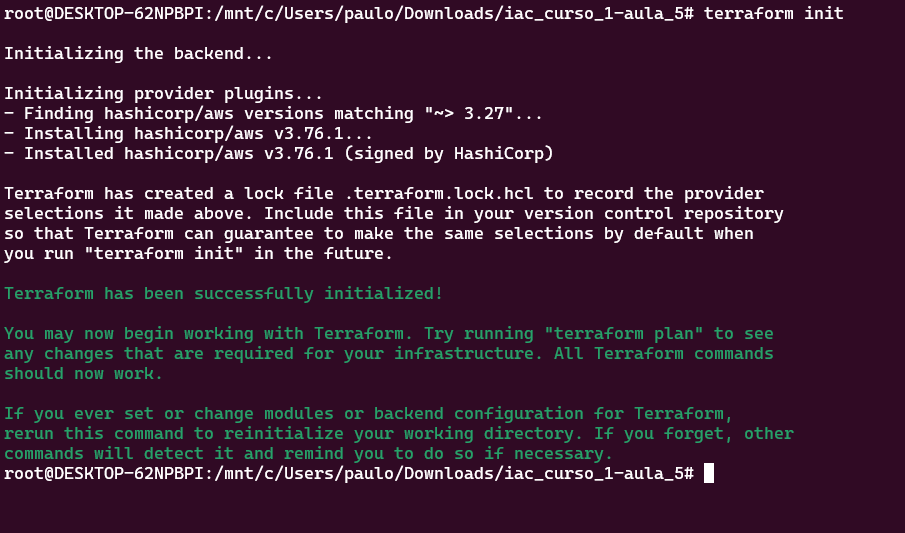 root@DESKTOP-62NPBPI:/mnt/c/Users/paulo/Downloads/iac_curso_1-aula_5# terraform init
Initializing the backend...
Initializing provider plugins...
- Finding hashicorp/aws versions matching "~> 3.27"...
- Installing hashicorp/aws v3.76.1...
- Installed hashicorp/aws v3.76.1 (signed by HashiCorp)
Terraform has created a lock file .terraform.lock.hcl to record the provider
selections it made above. Include this file in your version control repository
so that Terraform can guarantee to make the same selections by default when
you run "terraform init" in the future.
Terraform has been successfully initialized!
You may now begin working with Terraform. Try running "terraform plan" to see
any changes that are required for your infrastructure. All Terraform commands
should now work.
If you ever set or change modules or backend configuration for Terraform,
rerun this command to reinitialize your working directory. If you forget, other
commands will detect it and remind you to do so if necessary.
root@DESKTOP-62NPBPI:/mnt/c/Users/paulo/Downloads/iac_curso_1-aula_5#